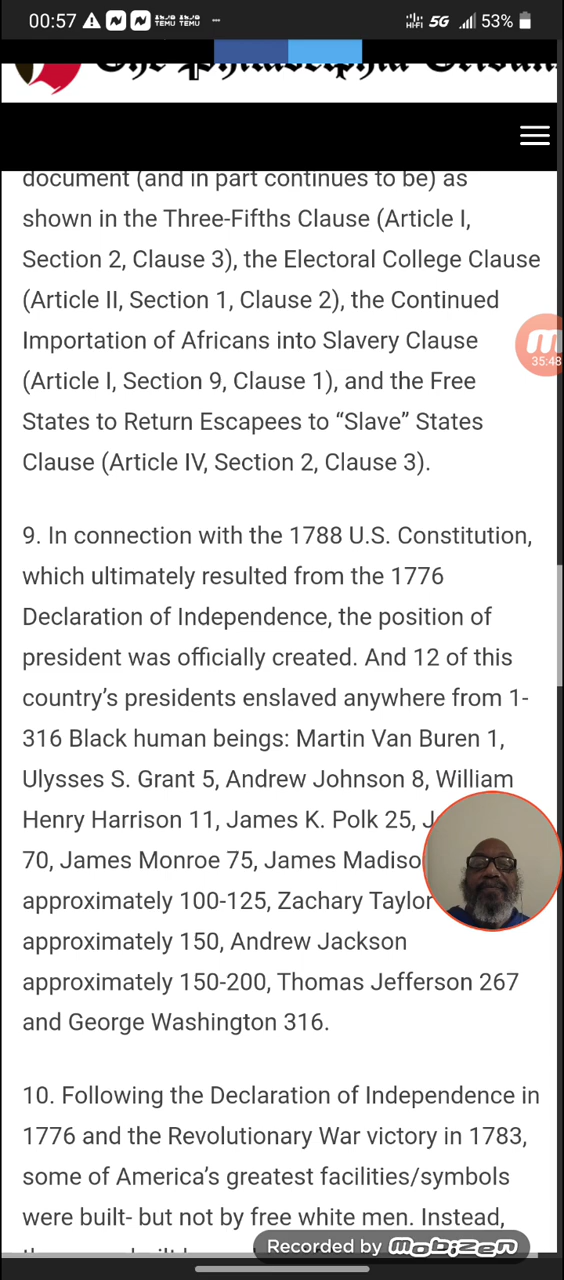 00:57 TEMU TEMU HiFi 5G 53%
The Philadelphia
document (and in part continues to be) as
shown in the Three-Fifths Clause (Article I,
Section 2, Clause 3), the Electoral College Clause
(Article II, Section 1, Clause 2), the Continued
Importation of Africans into Slavery Clause
35:48
(Article I, Section 9, Clause 1), and the Free
States to Return Escapees to “Slave” States
Clause (Article IV, Section 2, Clause 3).
9. In connection with the 1788 U.S. Constitution,
which ultimately resulted from the 1776
Declaration of Independence, the position of
president was officially created. And 12 of this
country’s presidents enslaved anywhere from 1-
316 Black human beings: Martin Van Buren 1,
Ulysses S. Grant 5, Andrew Johnson 8, William
Henry Harrison 11, James K. Polk 25,
70, James Monroe 75, James
approximately 100-125, Zachary Taylor
approximately 150, Andrew Jackson
approximately 150-200, Thomas Jefferson 267
and George Washington 316.
10. Following the Declaration of Independence in
1776 and the Revolutionary War victory in 1783,
some of America’s greatest facilities/symbols
were built- but not by free white men. Instead,
Recorded by mobizen